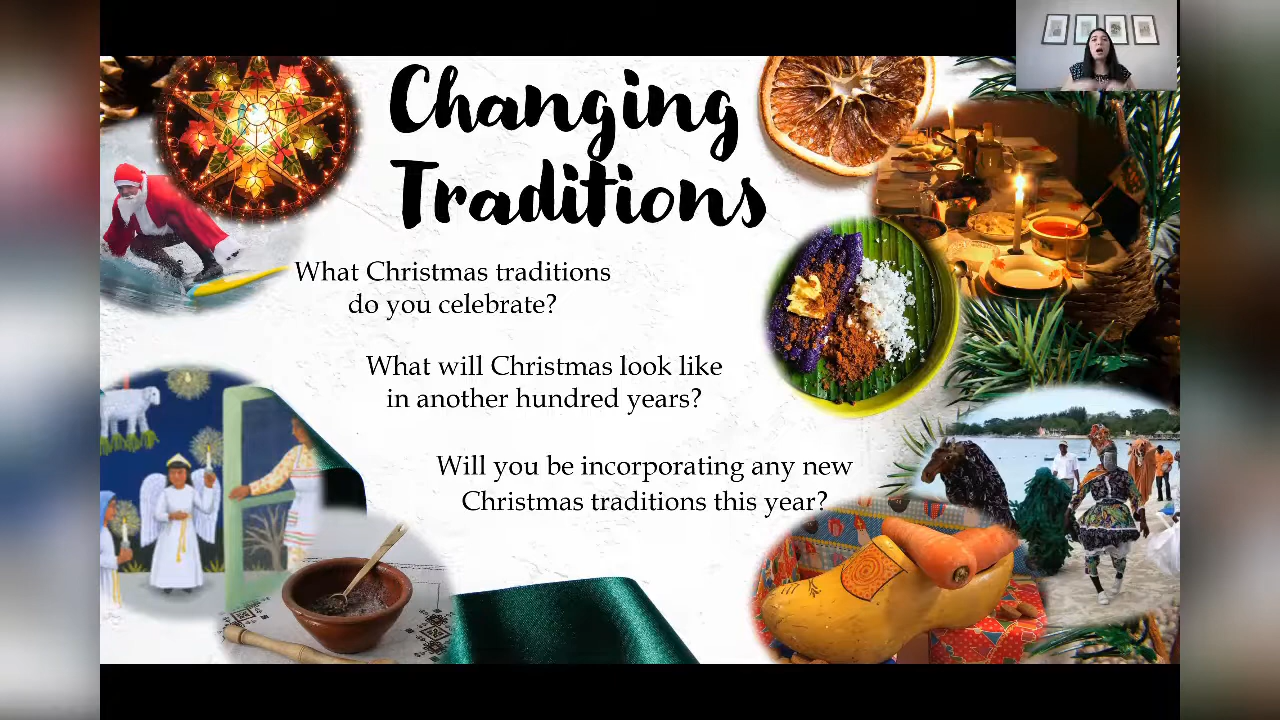 Changing
Traditions
What Christmas traditions
do you celebrate?
What will Christmas look like
in another hundred years?
Will you be incorporating any new
Christmas traditions this year?